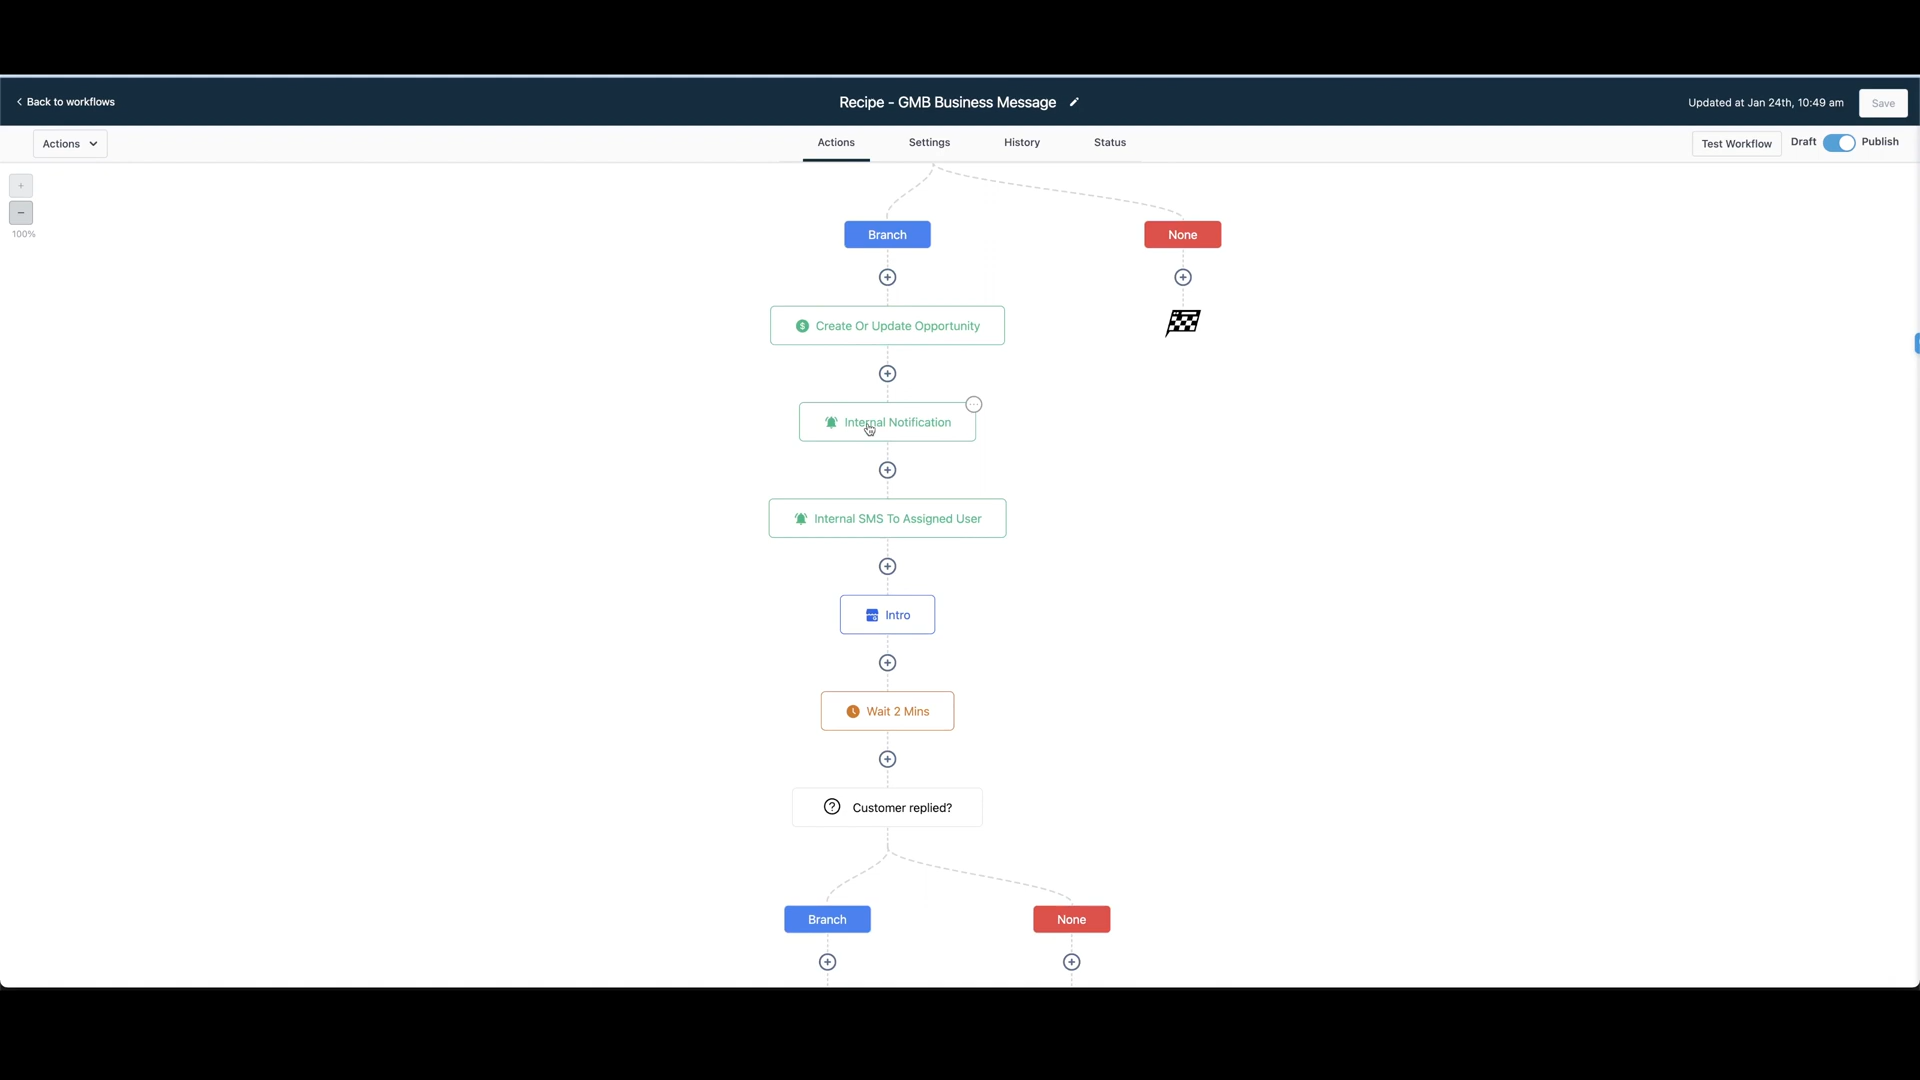 Back to workflows
Recipe - GMB Business Message
Updated at Jan 24th, 10:49 am
Save
Actions
Actions
Settings
History
Status
Test Workflow
Draft
Publish
+
−
100%
Branch
None
Create Or Update Opportunity
Internal Notification
Internal SMS To Assigned User
Intro
Wait 2 Mins
Customer replied?
Branch
None